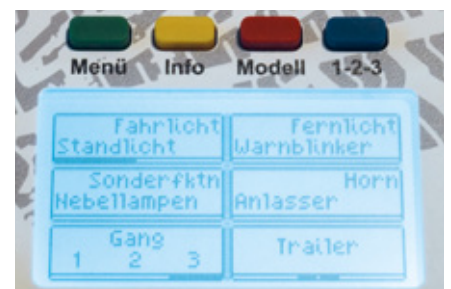 Menü Info Modell 1-2-3
Fahrlicht Fernlicht
Standlicht Warnblinker
Sonderfktn Horn
Nebellampen Anlasser
Gang Trailer
1 2 3